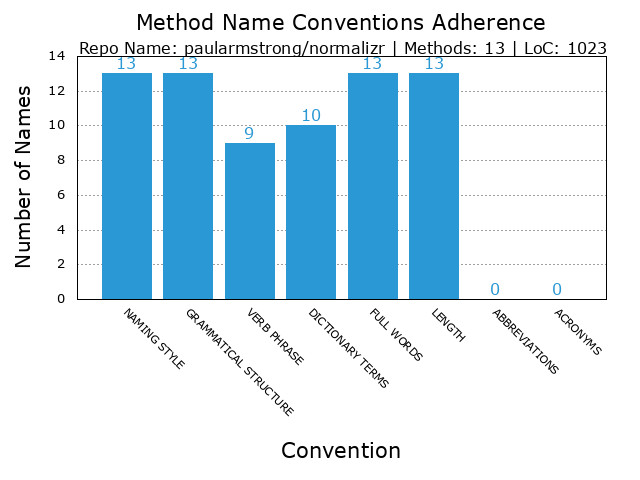 Method Name Conventions Adherence
Repo Name: paularmstrong/normalizr | Methods: 13 | LoC: 1023
Number of Names
14
12
10
8
6
4
2
0
13
13
9
10
13
13
0
0
NAMING STYLE
GRAMMATICAL STRUCTURE
VERB PHRASE
DICTIONARY TERMS
FULL WORDS
LENGTH
ABBREVIATIONS
ACRONYMS
Convention